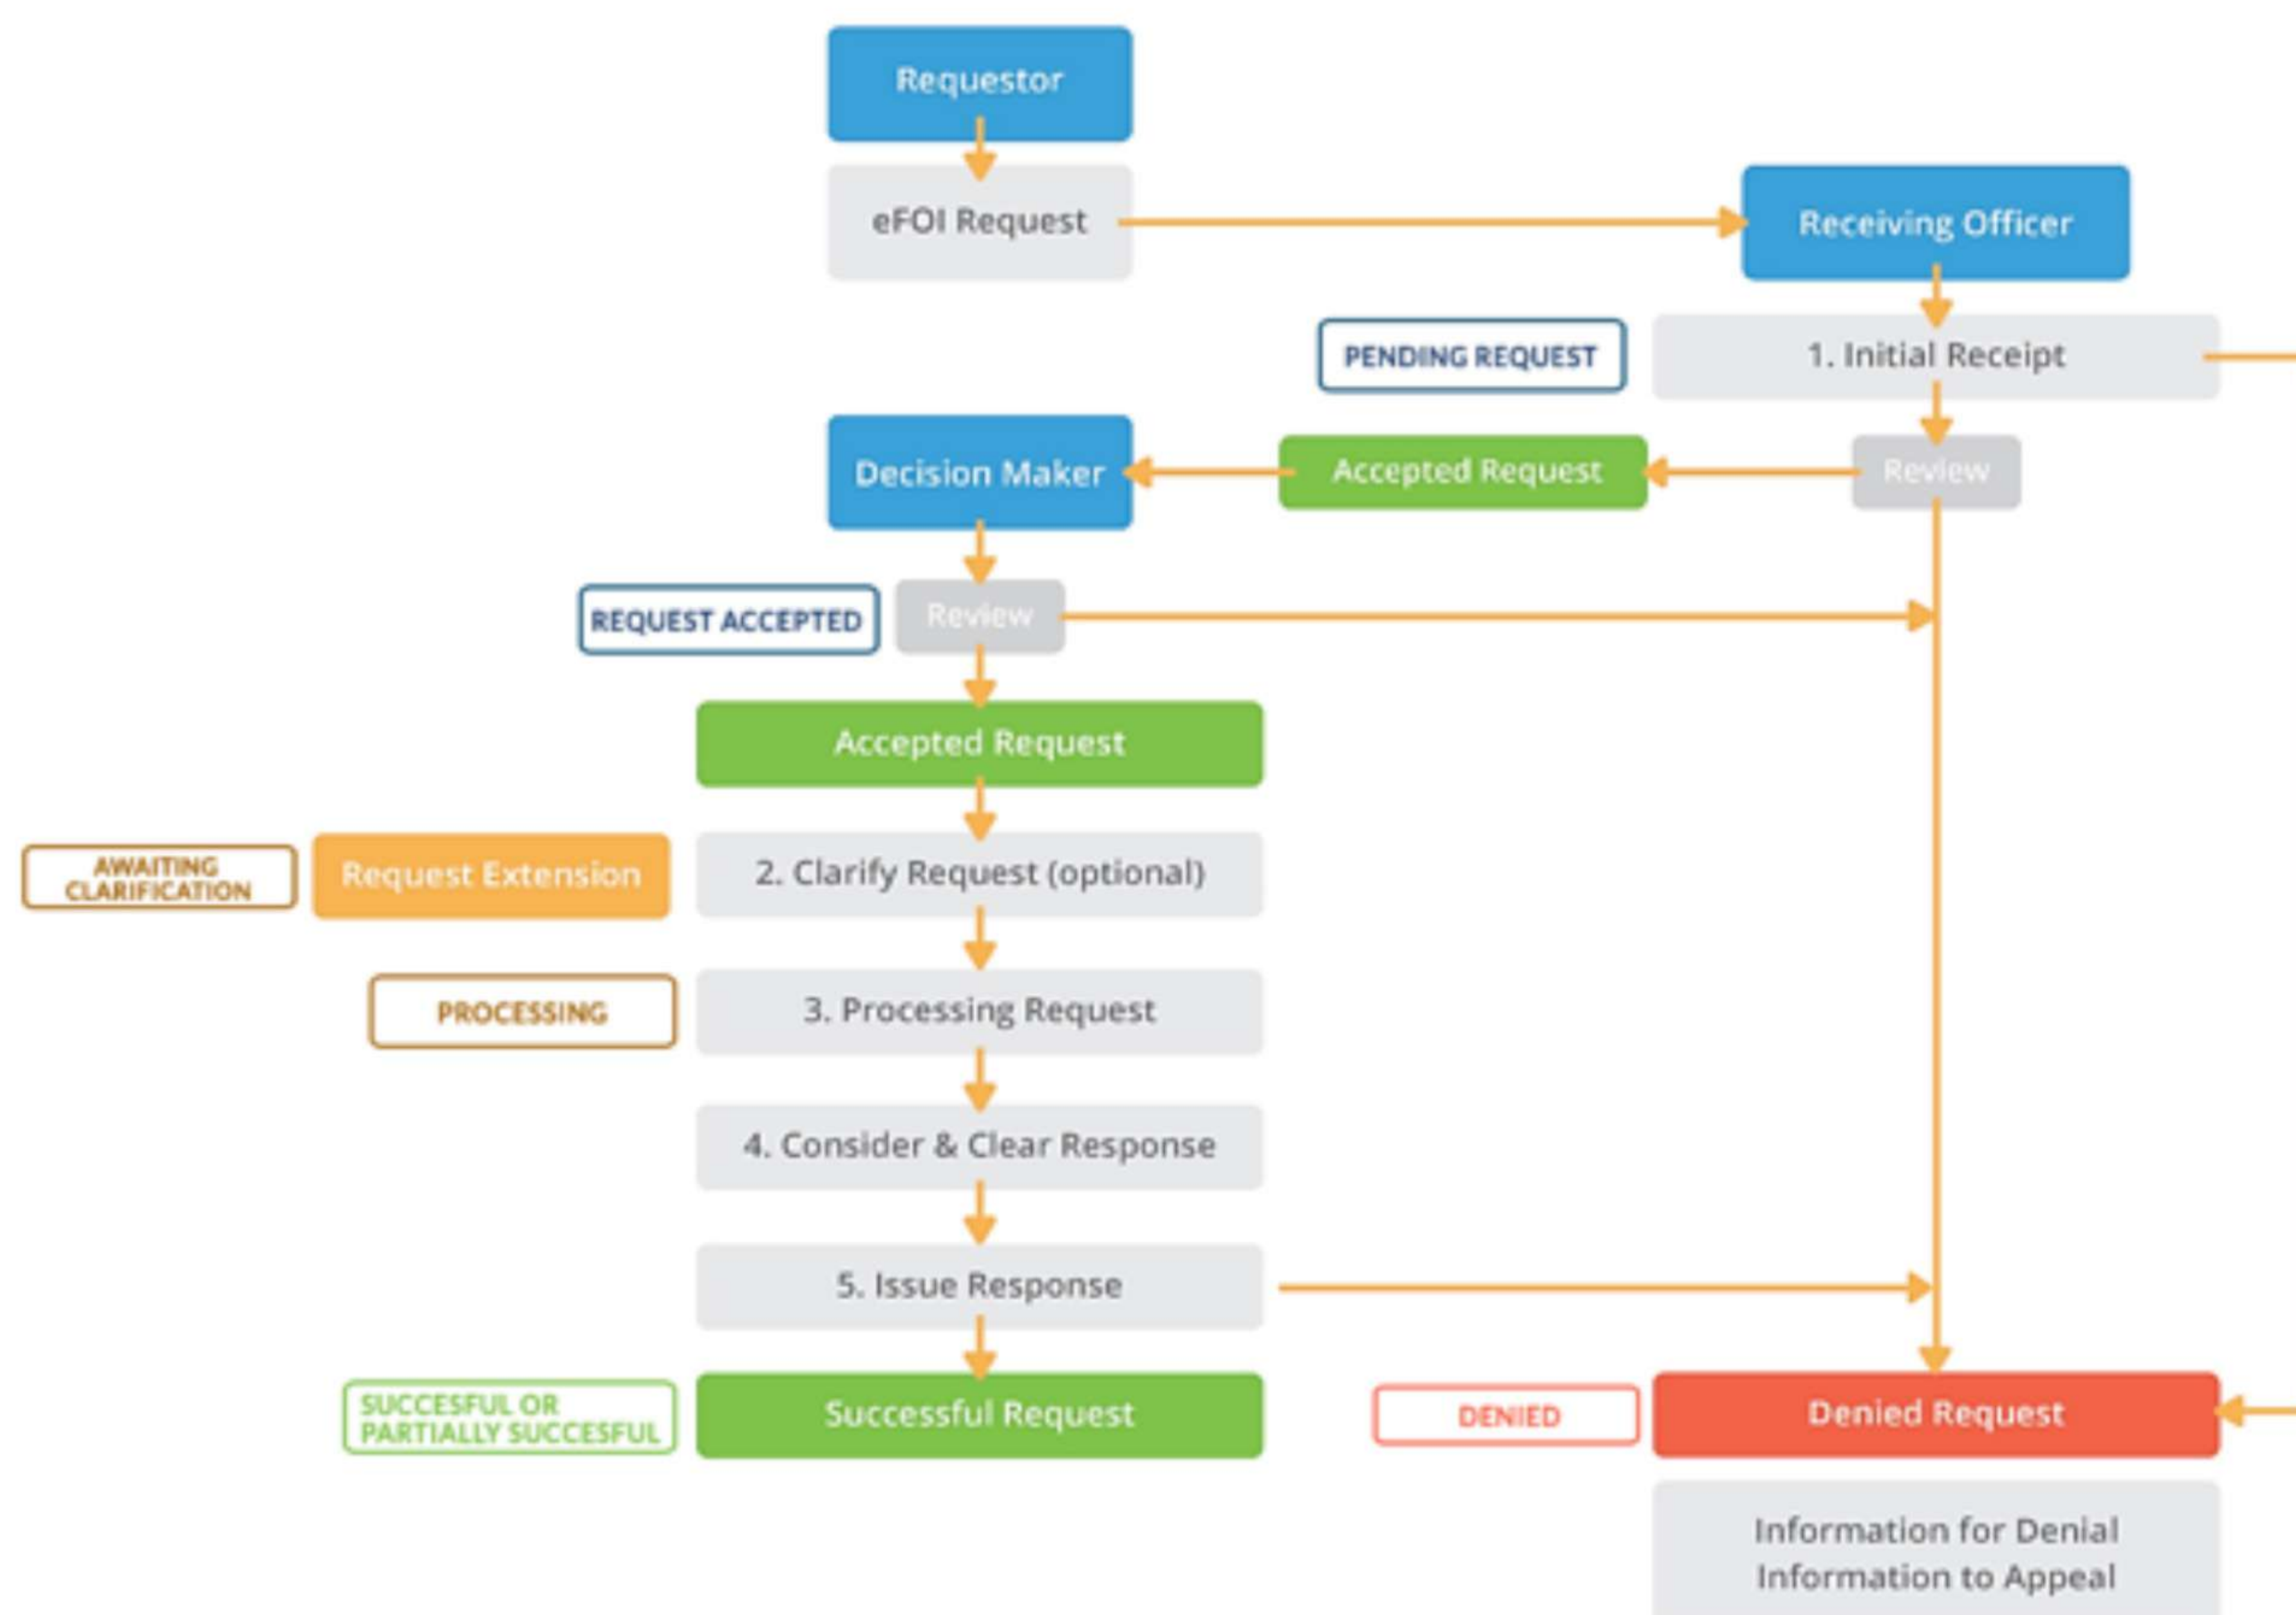 Requestor
eFOI Request
Receiving Officer
PENDING REQUEST
1. Initial Receipt
Decision Maker
Accepted Request
Review
REQUEST ACCEPTED
Review
Accepted Request
AWAITING
CLARIFICATION
Request Extension
2. Clarify Request (optional)
PROCESSING
3. Processing Request
4. Consider & Clear Response
5. Issue Response
SUCCESFUL OR
PARTIALLY SUCCESFUL
Successful Request
DENIED
Denied Request
Information for Denial
Information to Appeal